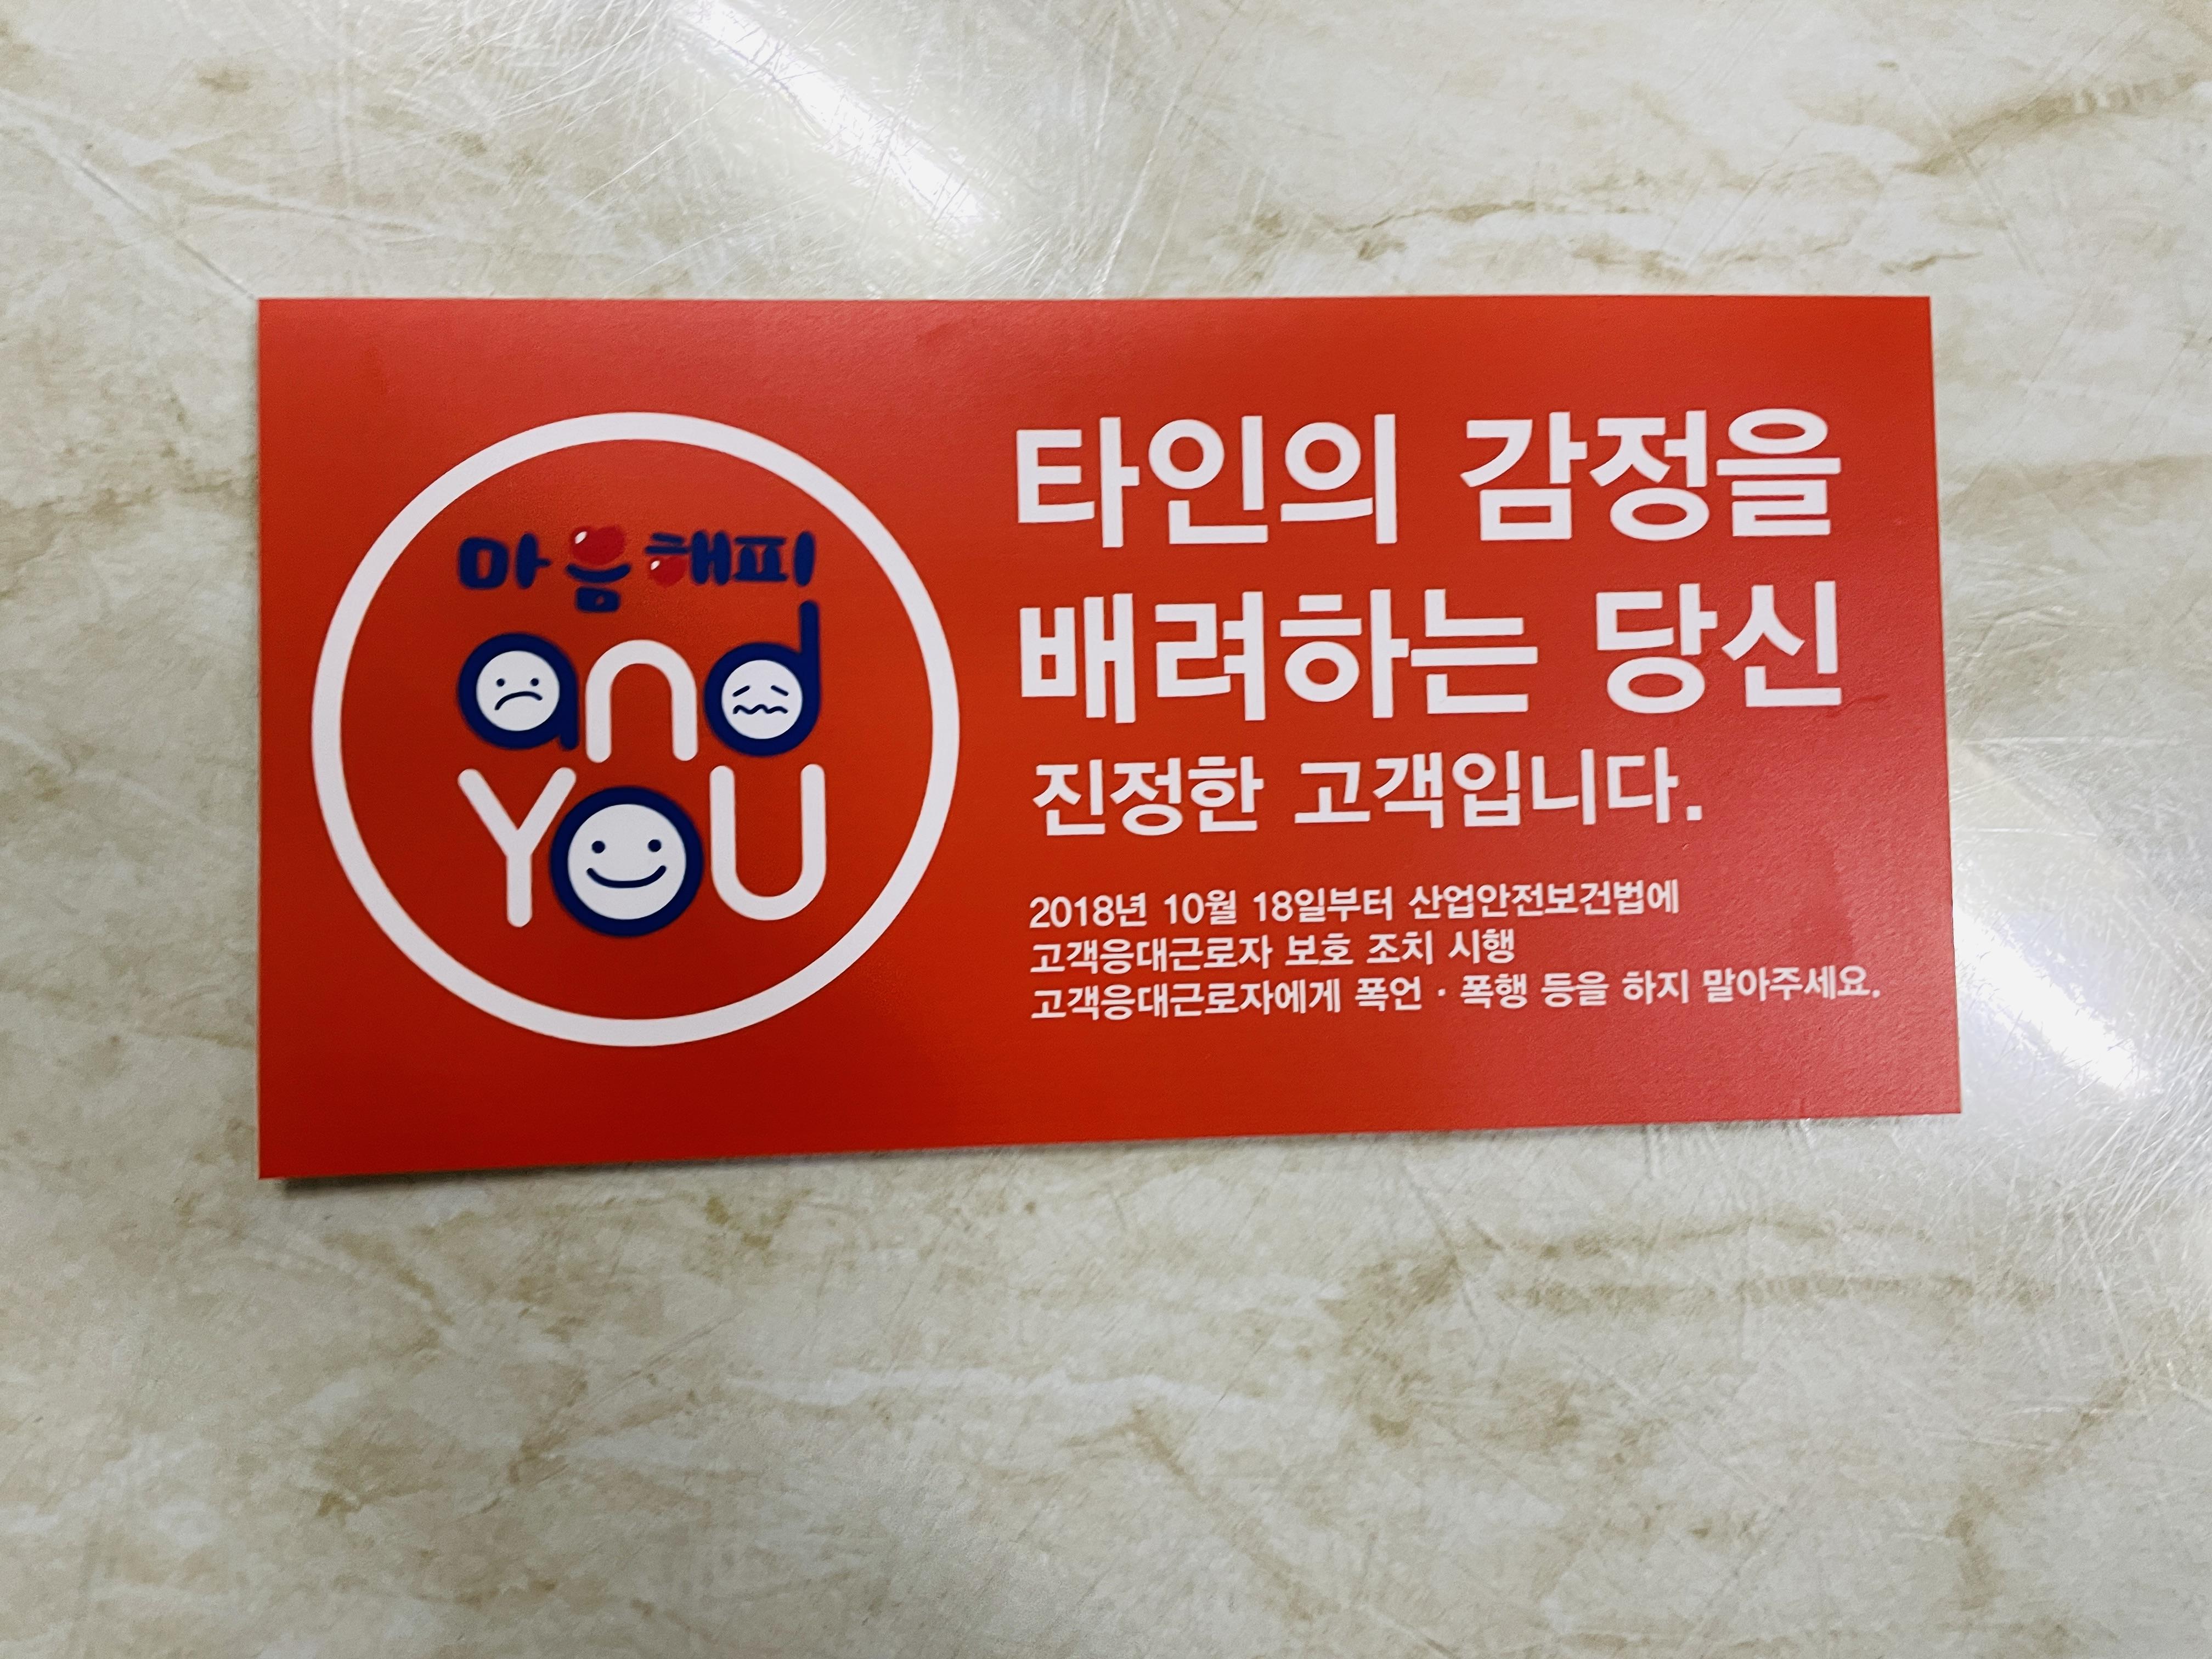 마음해피
and
YOU
타인의 감정을
배려하는 당신
진정한 고객입니다.
2018년 10월 18일부터 산업안전보건법에
고객응대근로자 보호 조치 시행
고객응대근로자에게 폭언 · 폭행 등을 하지 말아주세요.